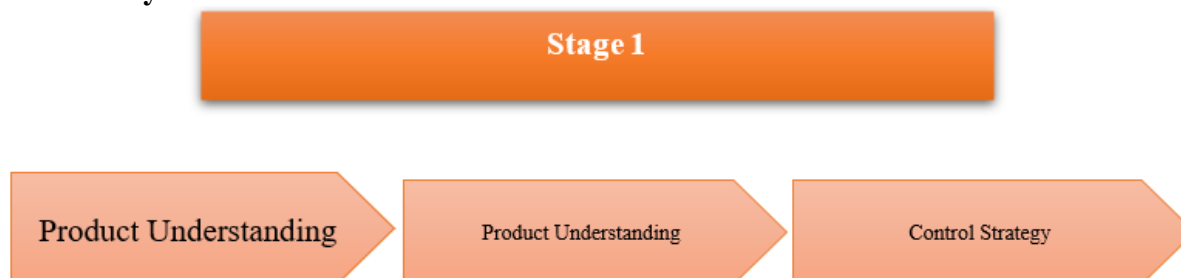 Stage 1
Product Understanding
Product Understanding
Control Strategy